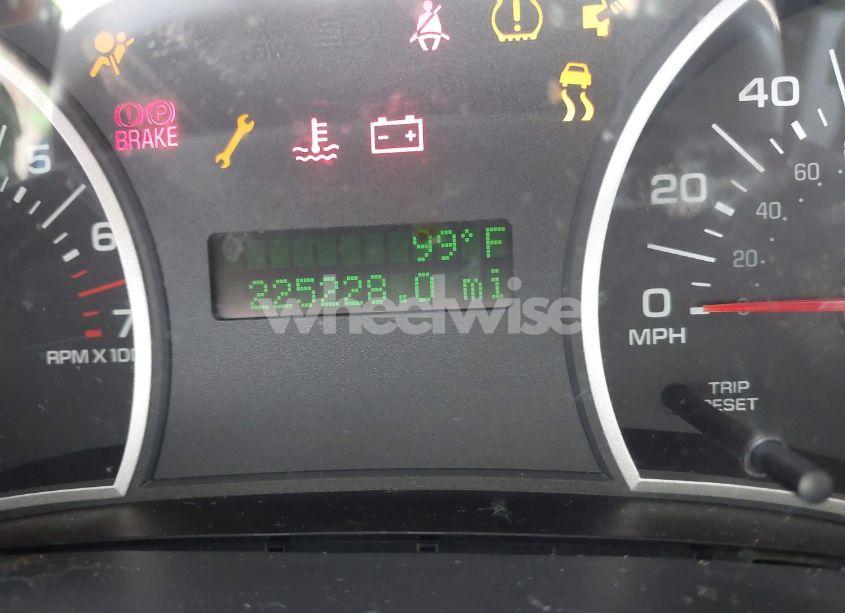 BRAKE
99°F
225228.0 mi
5
6
7
RPM X 100
40
20
0
MPH
60
40
20
TRIP
RESET
wheelwise